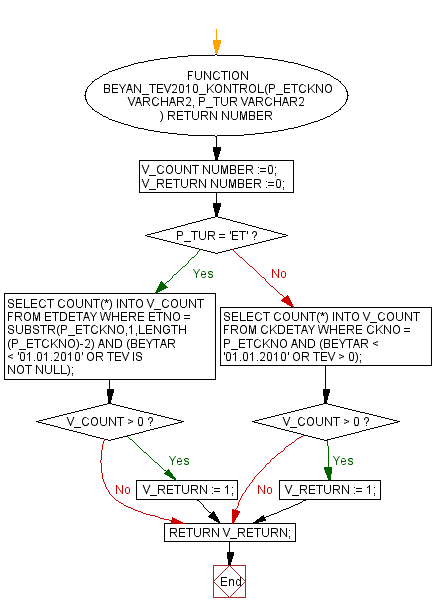 FUNCTION
BEYAN_TEV2010_KONTROL(P_ETCKNO
VARCHAR2, P_TUR VARCHAR2
) RETURN NUMBER
V_COUNT NUMBER :=0;
V_RETURN NUMBER :=0;
P_TUR = 'ET' ?
Yes
No
SELECT COUNT(*) INTO V_COUNT
FROM ETDETAY WHERE ETNO =
SUBSTR(P_ETCKNO,1,LENGTH
(P_ETCKNO)-2) AND (BEYTAR
< '01.01.2010' OR TEV IS
NOT NULL);
SELECT COUNT(*) INTO V_COUNT
FROM CKDETAY WHERE CKNO =
P_ETCKNO AND (BEYTAR <
'01.01.2010' OR TEV > 0);
V_COUNT > 0 ?
V_COUNT > 0 ?
Yes
Yes
No
V_RETURN := 1;
No
V_RETURN := 1;
RETURN V_RETURN;
End